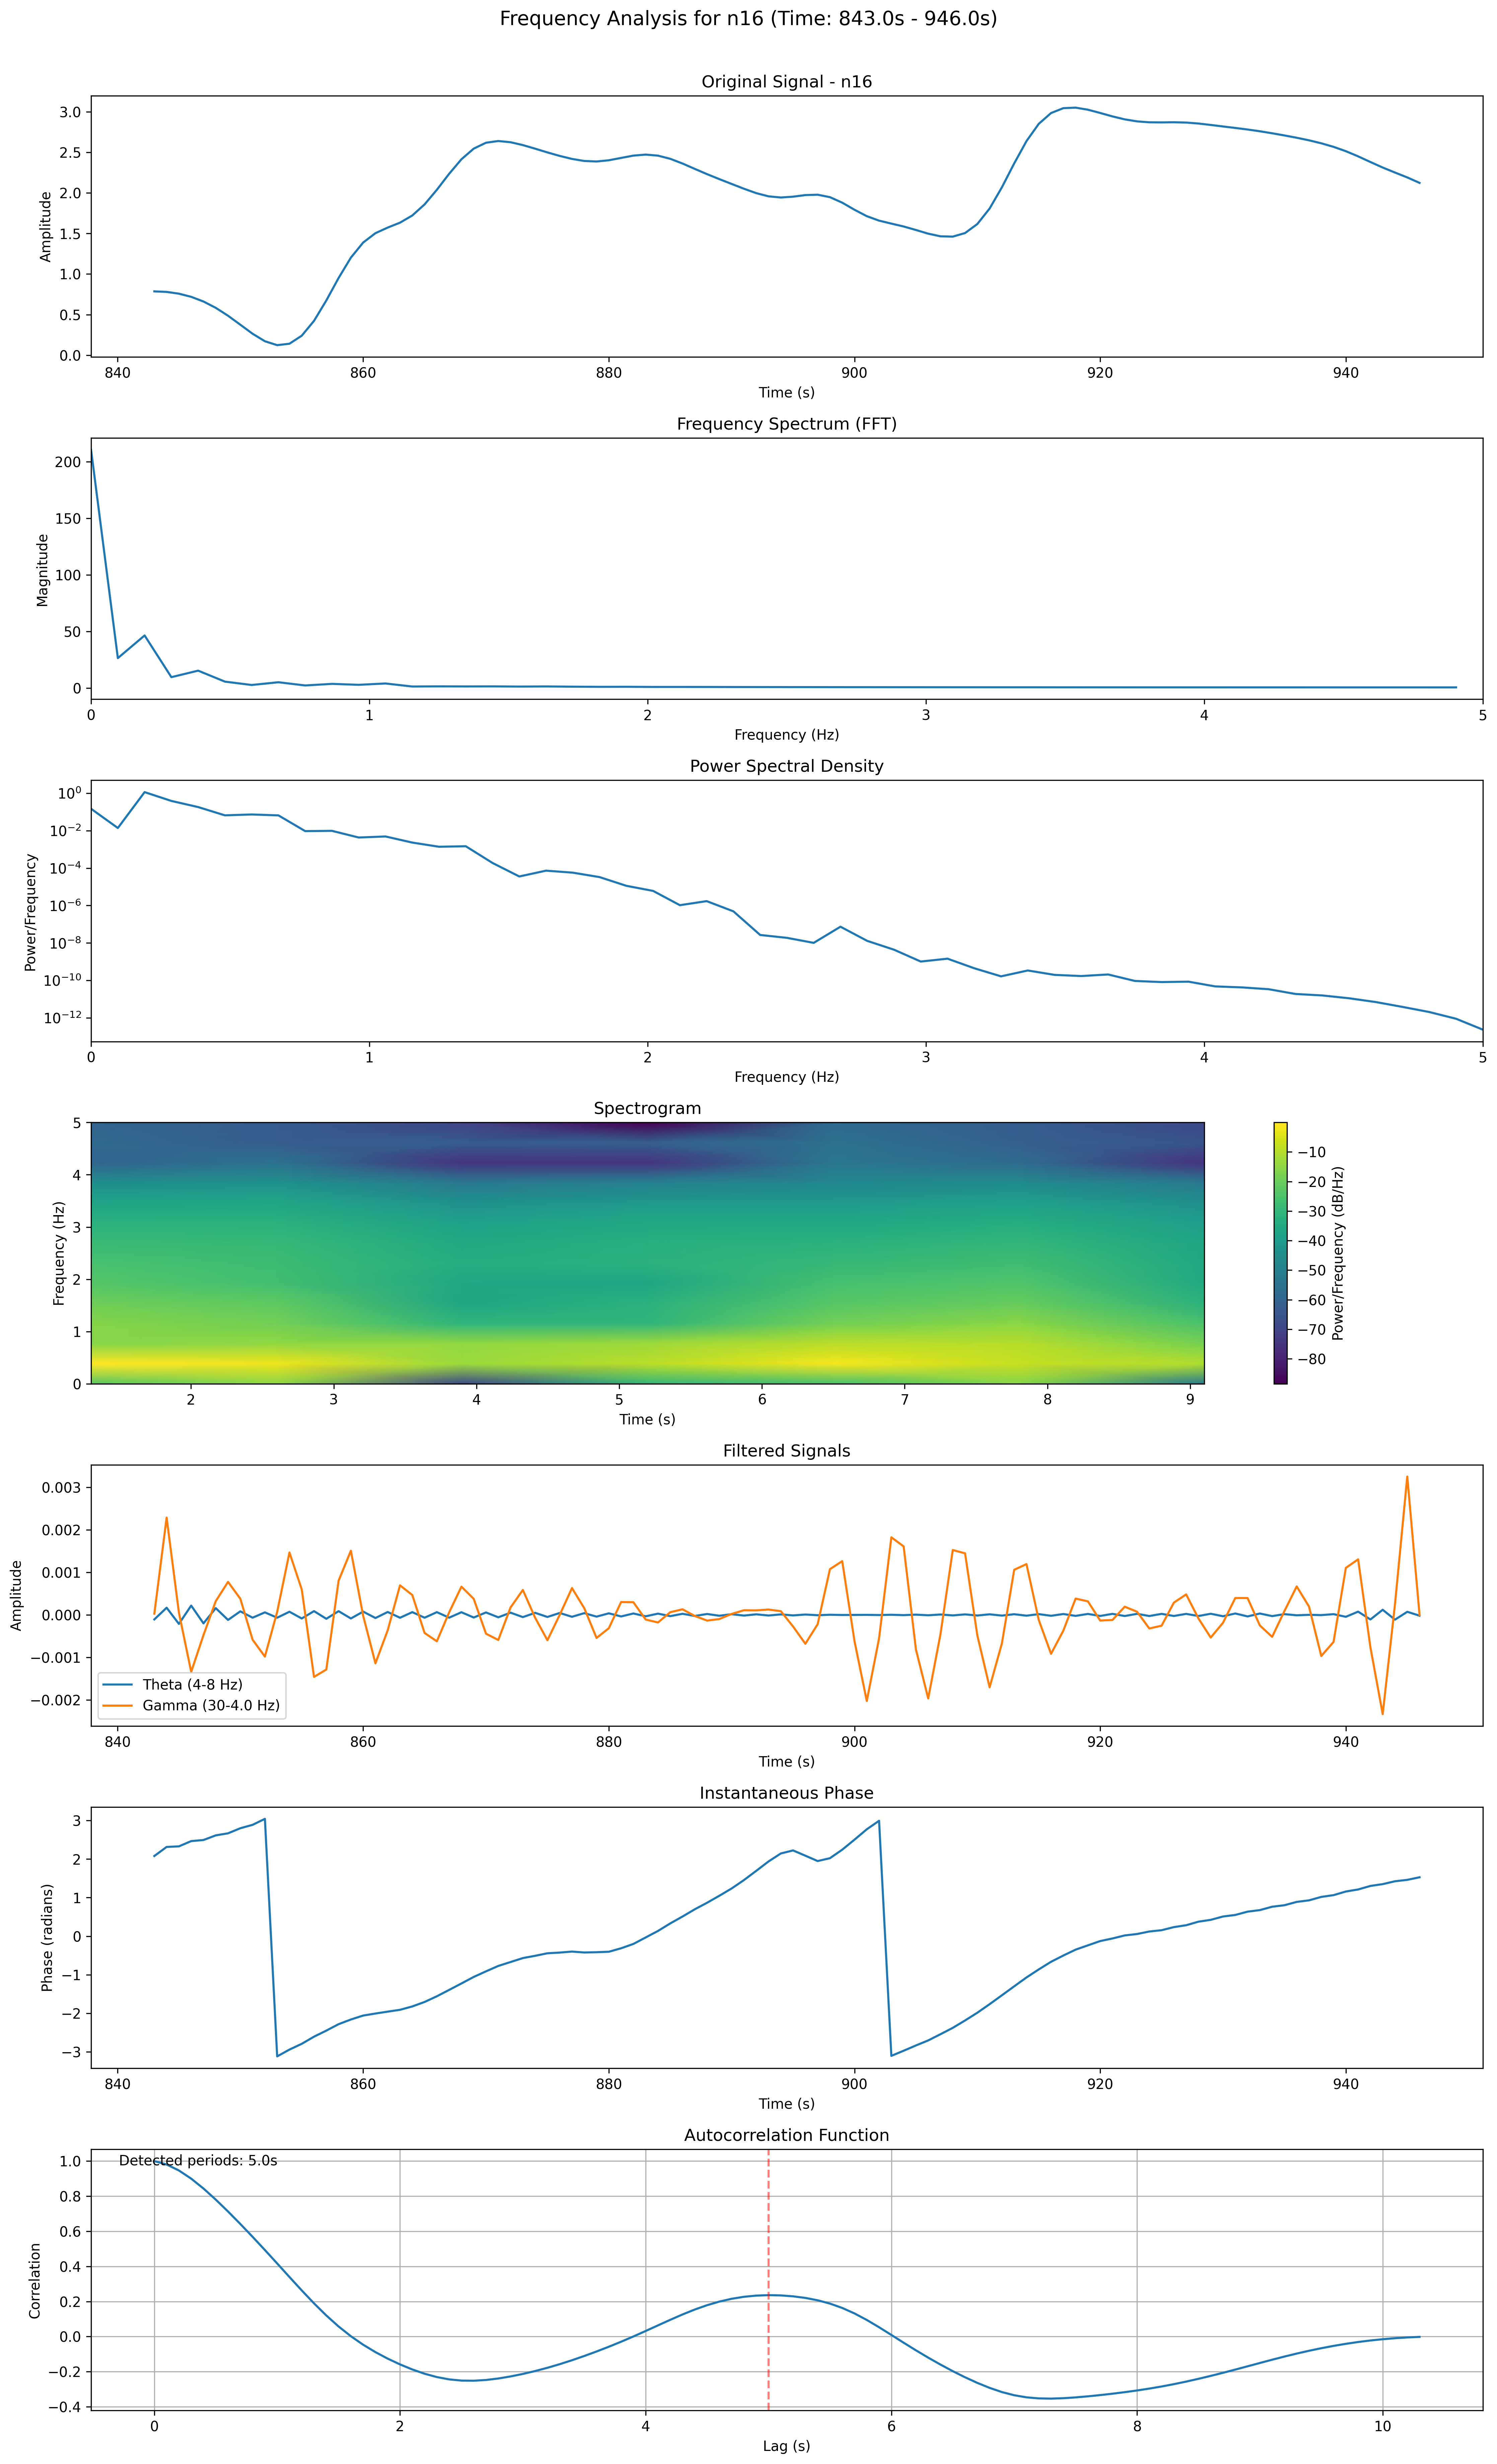 Frequency Analysis for n16 (Time: 843.0s - 946.0s)
Original Signal - n16
Amplitude
3.0
2.5
2.0
1.5
1.0
0.5
0.0
840 860 880 900 920 940
Time (s)
Frequency Spectrum (FFT)
Magnitude
200
150
100
50
0
0 1 2 3 4 5
Frequency (Hz)
Power Spectral Density
Power/Frequency
10⁰
10⁻²
10⁻⁴
10⁻⁶
10⁻⁸
10⁻¹⁰
10⁻¹²
0 1 2 3 4 5
Frequency (Hz)
Spectrogram
Frequency (Hz)
5
4
3
2
1
0
2 3 4 5 6 7 8 9
Time (s)
−10
−20
−30
−40
−50
−60
−70
−80
Power/Frequency (dB/Hz)
Filtered Signals
Amplitude
0.003
0.002
0.001
0.000
−0.001
−0.002
Theta (4-8 Hz)
Gamma (30-4.0 Hz)
840 860 880 900 920 940
Time (s)
Instantaneous Phase
Phase (radians)
3
2
1
0
−1
−2
−3
840 860 880 900 920 940
Time (s)
Autocorrelation Function
Detected periods: 5.0s
Correlation
1.0
0.8
0.6
0.4
0.2
0.0
−0.2
−0.4
0 2 4 6 8 10
Lag (s)